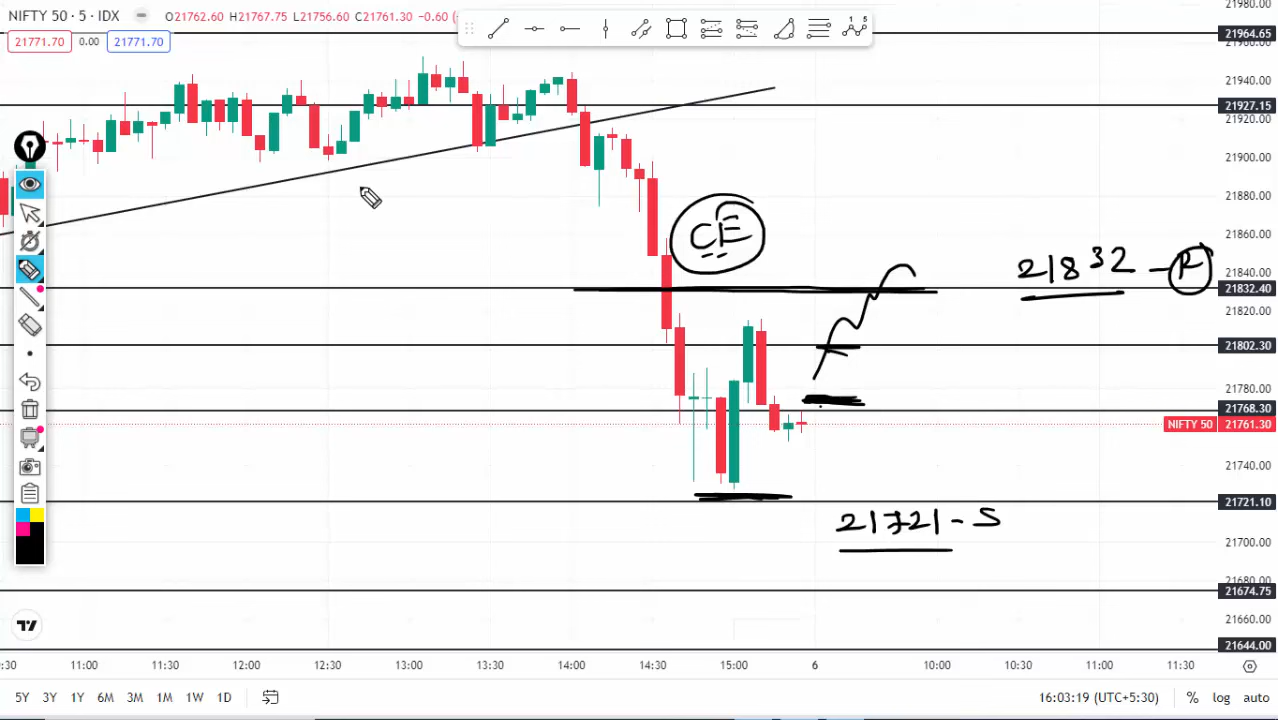 NIFTY 50 · 5 · IDX O21762.60 H21767.75 L21756.60 C21761.30 -0.60
21771.70 0.00 21771.70
21980.00
21964.65
21960.00
21940.00
21927.15
21920.00
21900.00
21880.00
21860.00
CE
21832 - R
21840.00
21832.40
21820.00
21802.30
21780.00
21768.30
NIFTY 50 21761.30
21740.00
21721.10
21721 - S
21700.00
21680.00
21674.75
21660.00
21644.00
:30 11:00 11:30 12:00 12:30 13:00 13:30 14:00 14:30 15:00 6 10:00 10:30 11:00 11:30
5Y 3Y 1Y 6M 3M 1M 1W 1D 16:03:19 (UTC+5:30) % log auto